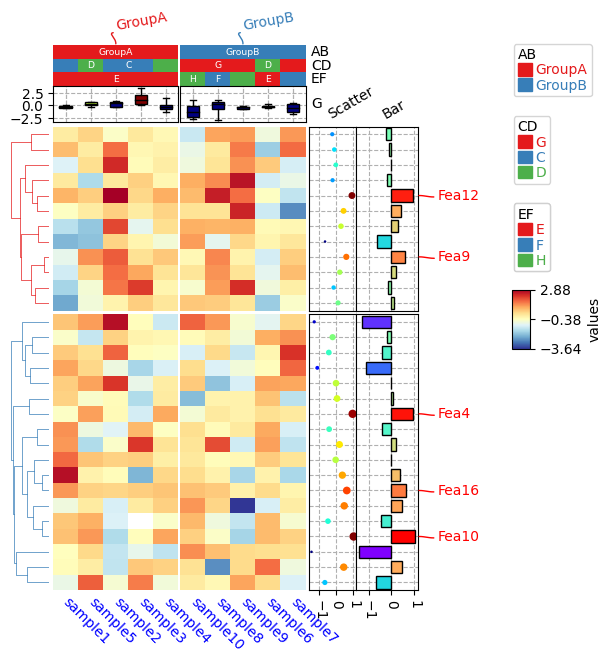 GroupA GroupB
GroupA GroupB AB
D C G D CD
E H F E EF
2.5
0.0
−2.5
G
Scatter Bar
Fea12
Fea9
Fea4
Fea16
Fea10
sample1 sample5 sample2 sample3 sample4 sample10 sample8 sample9 sample6 sample7
−1 0 1 −1 0 1
AB
GroupA
GroupB
CD
G
C
D
EF
E
F
H
2.88
−0.38
−3.64
values